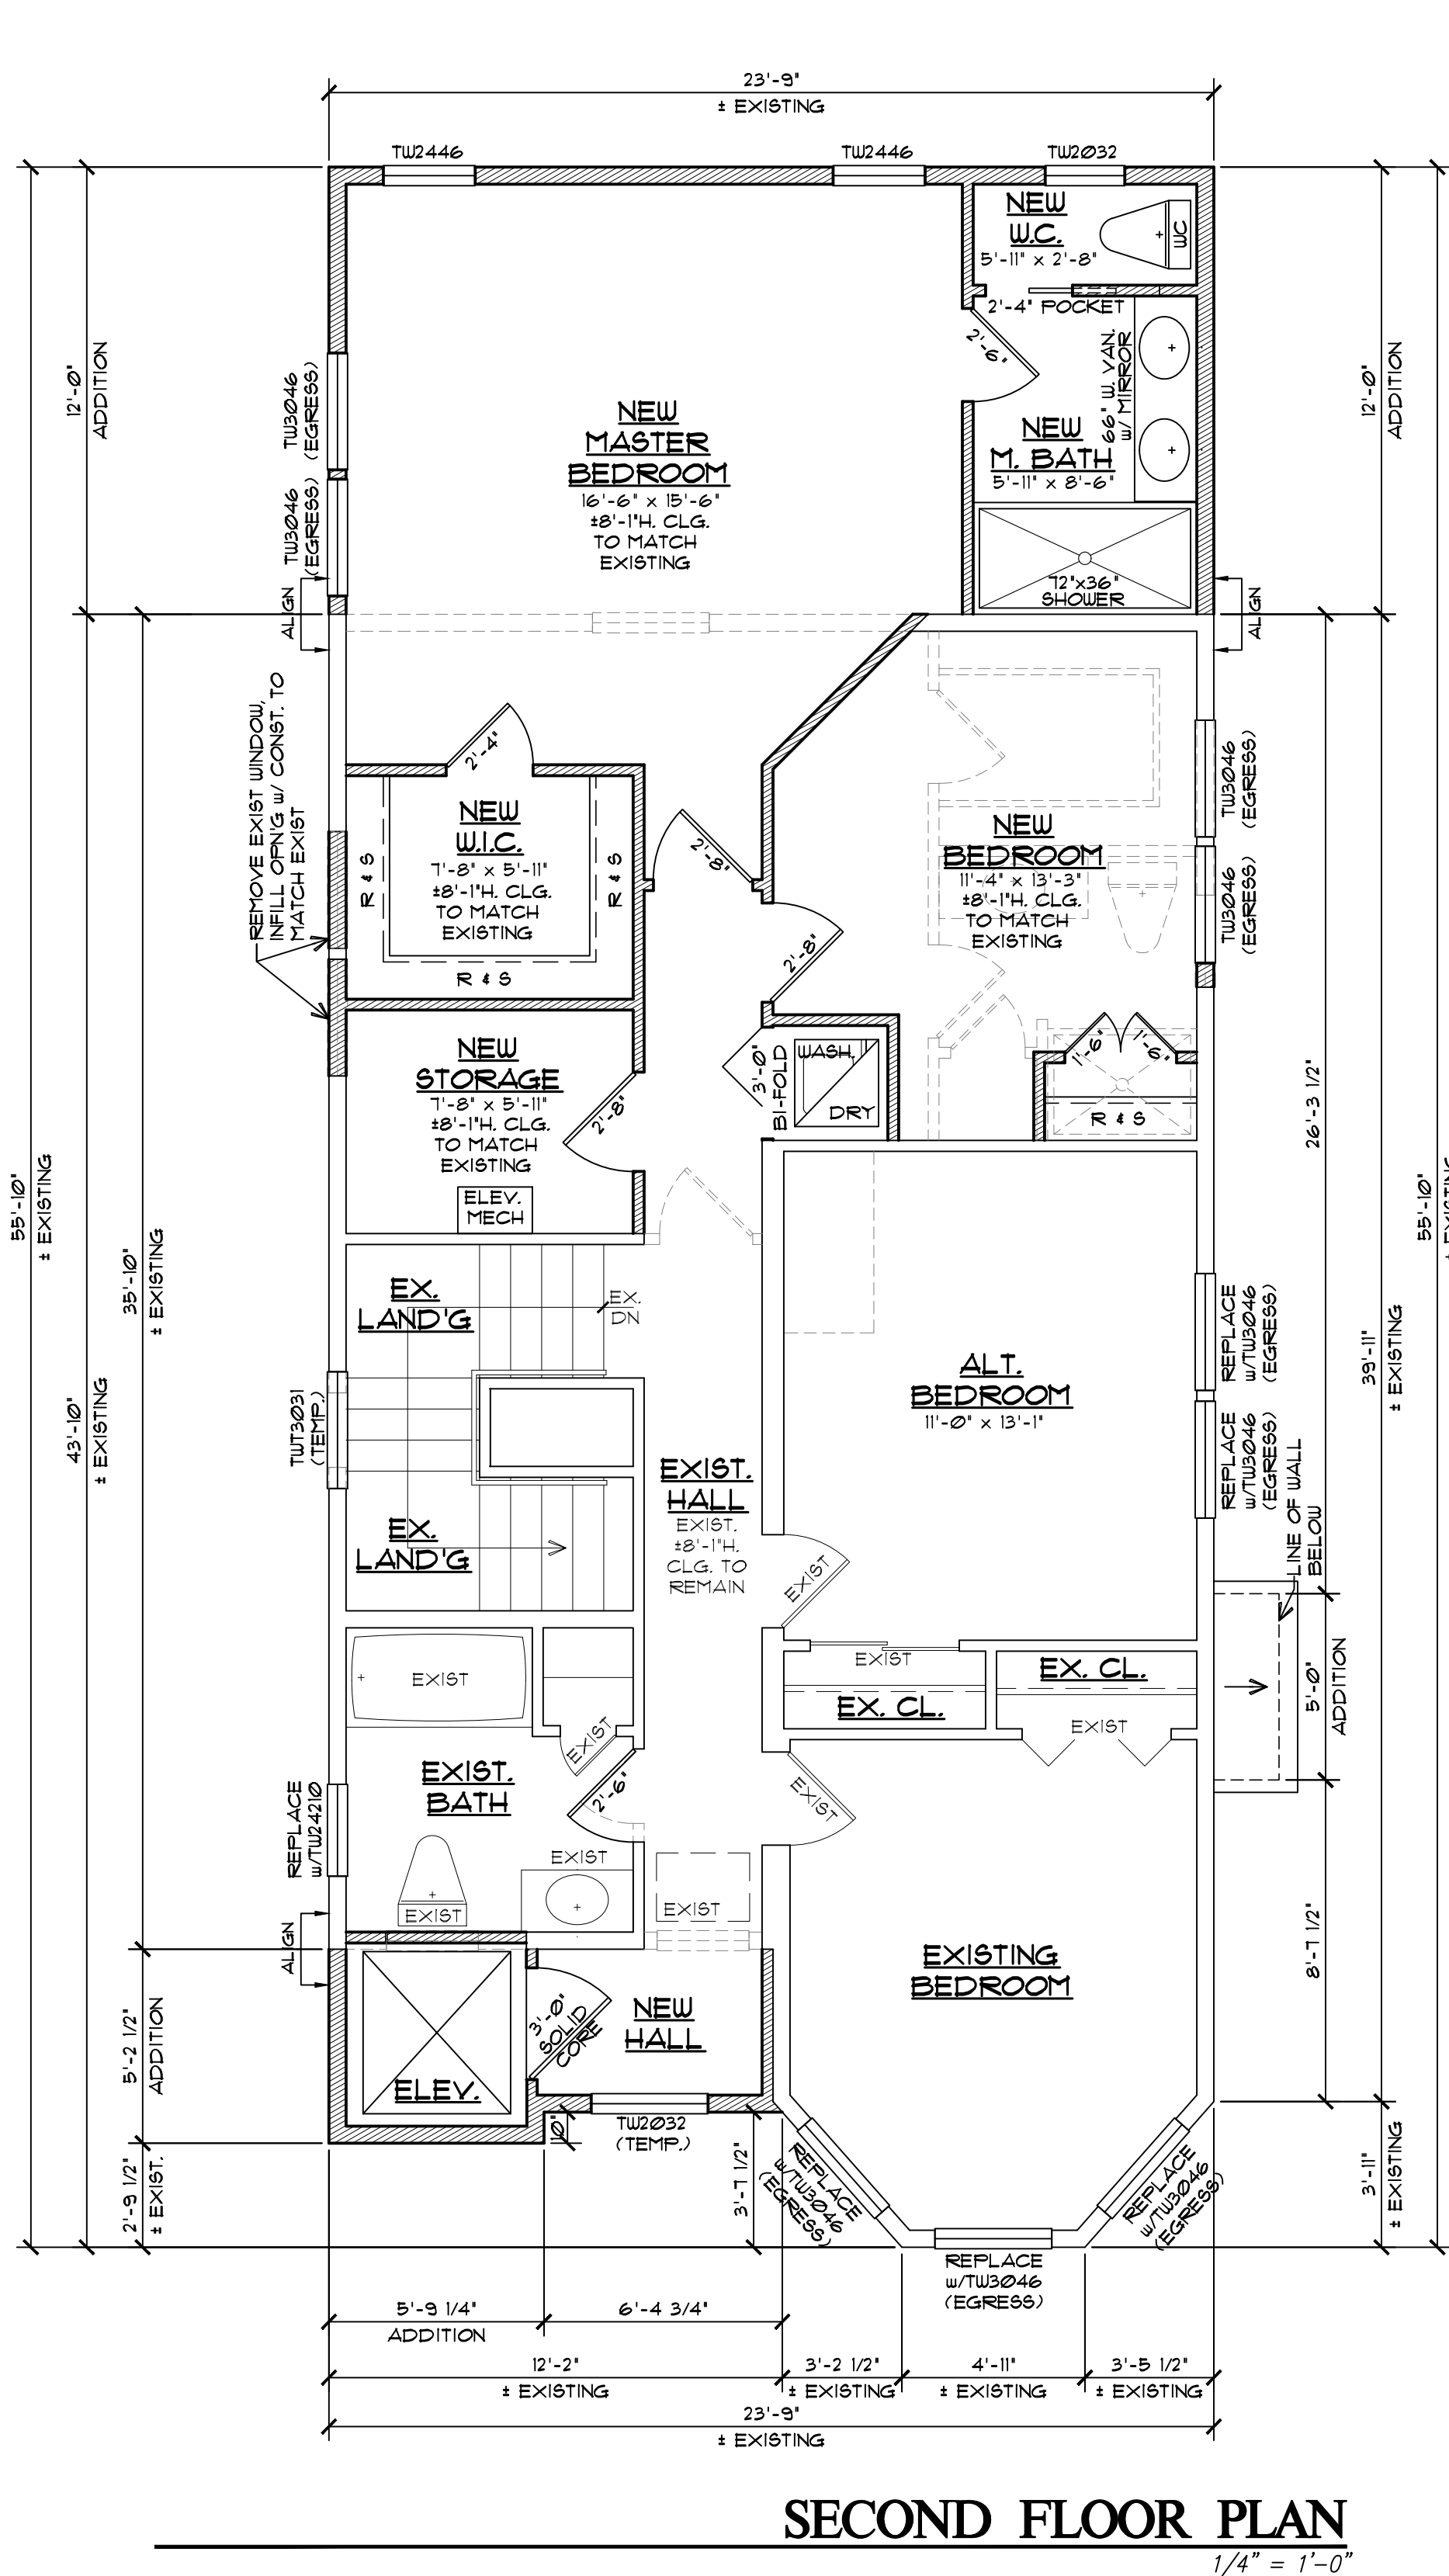 23'-9"
± EXISTING
TW2446
TW2446
TW2032
NEW
W.C.
5'-11" x 2'-8"
WC
2'-4" POCKET
2'-6"
66" W. VAN.
w/ MIRROR
12'-0"
ADDITION
TW3046
(EGRESS)
TW3046
(EGRESS)
NEW
MASTER
BEDROOM
16'-6" x 15'-6"
±8'-1"H. CLG.
TO MATCH
EXISTING
NEW
M. BATH
5'-11" x 8'-6"
12'-0"
ADDITION
72"x36"
SHOWER
ALIGN
ALIGN
REMOVE EXIST WINDOW,
INFILL OPN'G w/ CONST. TO
MATCH EXIST
2'-4"
NEW
W.I.C.
7'-8" x 5'-11"
±8'-1"H. CLG.
TO MATCH
EXISTING
R & S
R & S
R & S
2'-8"
NEW
BEDROOM
11'-4" x 13'-3"
±8'-1"H. CLG.
TO MATCH
EXISTING
TW3046
(EGRESS)
TW3046
(EGRESS)
2'-8"
NEW
STORAGE
7'-8" x 5'-11"
±8'-1"H. CLG.
TO MATCH
EXISTING
2'-8"
ELEV.
MECH
3'-0"
BI-FOLD
WASH.
DRY
1'-6"
1'-6"
R & S
26'-3 1/2"
55'-10"
± EXISTING
43'-10"
± EXISTING
35'-10"
± EXISTING
EX.
LAND'G
EX.
DN
TWT3031
(TEMP.)
EX.
LAND'G
EXIST.
HALL
EXIST.
±8'-1"H.
CLG. TO
REMAIN
ALT.
BEDROOM
11'-0" x 13'-1"
EXIST
REPLACE
w/TW3046
(EGRESS)
REPLACE
w/TW3046
(EGRESS)
LINE OF WALL
BELOW
39'-11"
± EXISTING
55'-10"
± EXISTING
EXIST
EXIST
EX. CL.
EX. CL.
EXIST
5'-0"
ADDITION
EXIST
EXIST.
BATH
2'-6"
EXIST
REPLACE
w/TW24210
EXIST
EXIST
EXIST
ALIGN
EXISTING
BEDROOM
8'-7 1/2"
5'-2 1/2"
ADDITION
ELEV.
3'-0"
SOLID
CORE
NEW
HALL
TW2032
(TEMP.)
10"
2'-9 1/2"
± EXIST.
3'-7 1/2"
REPLACE
w/TW3046
(EGRESS)
REPLACE
w/TW3046
(EGRESS)
REPLACE
w/TW3046
(EGRESS)
3'-11"
± EXISTING
5'-9 1/4"
ADDITION
6'-4 3/4"
12'-2"
± EXISTING
3'-2 1/2"
± EXISTING
4'-11"
± EXISTING
3'-5 1/2"
± EXISTING
23'-9"
± EXISTING
SECOND FLOOR PLAN
1/4" = 1'-0"